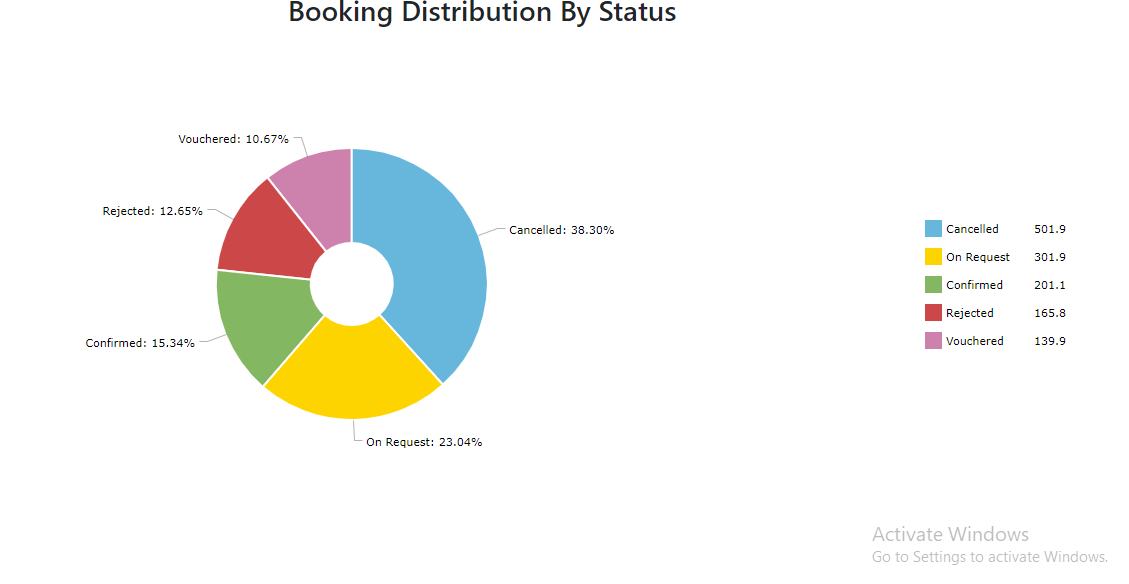 Booking Distribution By Status
Vouchered: 10.67%
Rejected: 12.65%
Cancelled: 38.30%
Confirmed: 15.34%
On Request: 23.04%
Cancelled 501.9
On Request 301.9
Confirmed 201.1
Rejected 165.8
Vouchered 139.9
Activate Windows
Go to Settings to activate Windows.